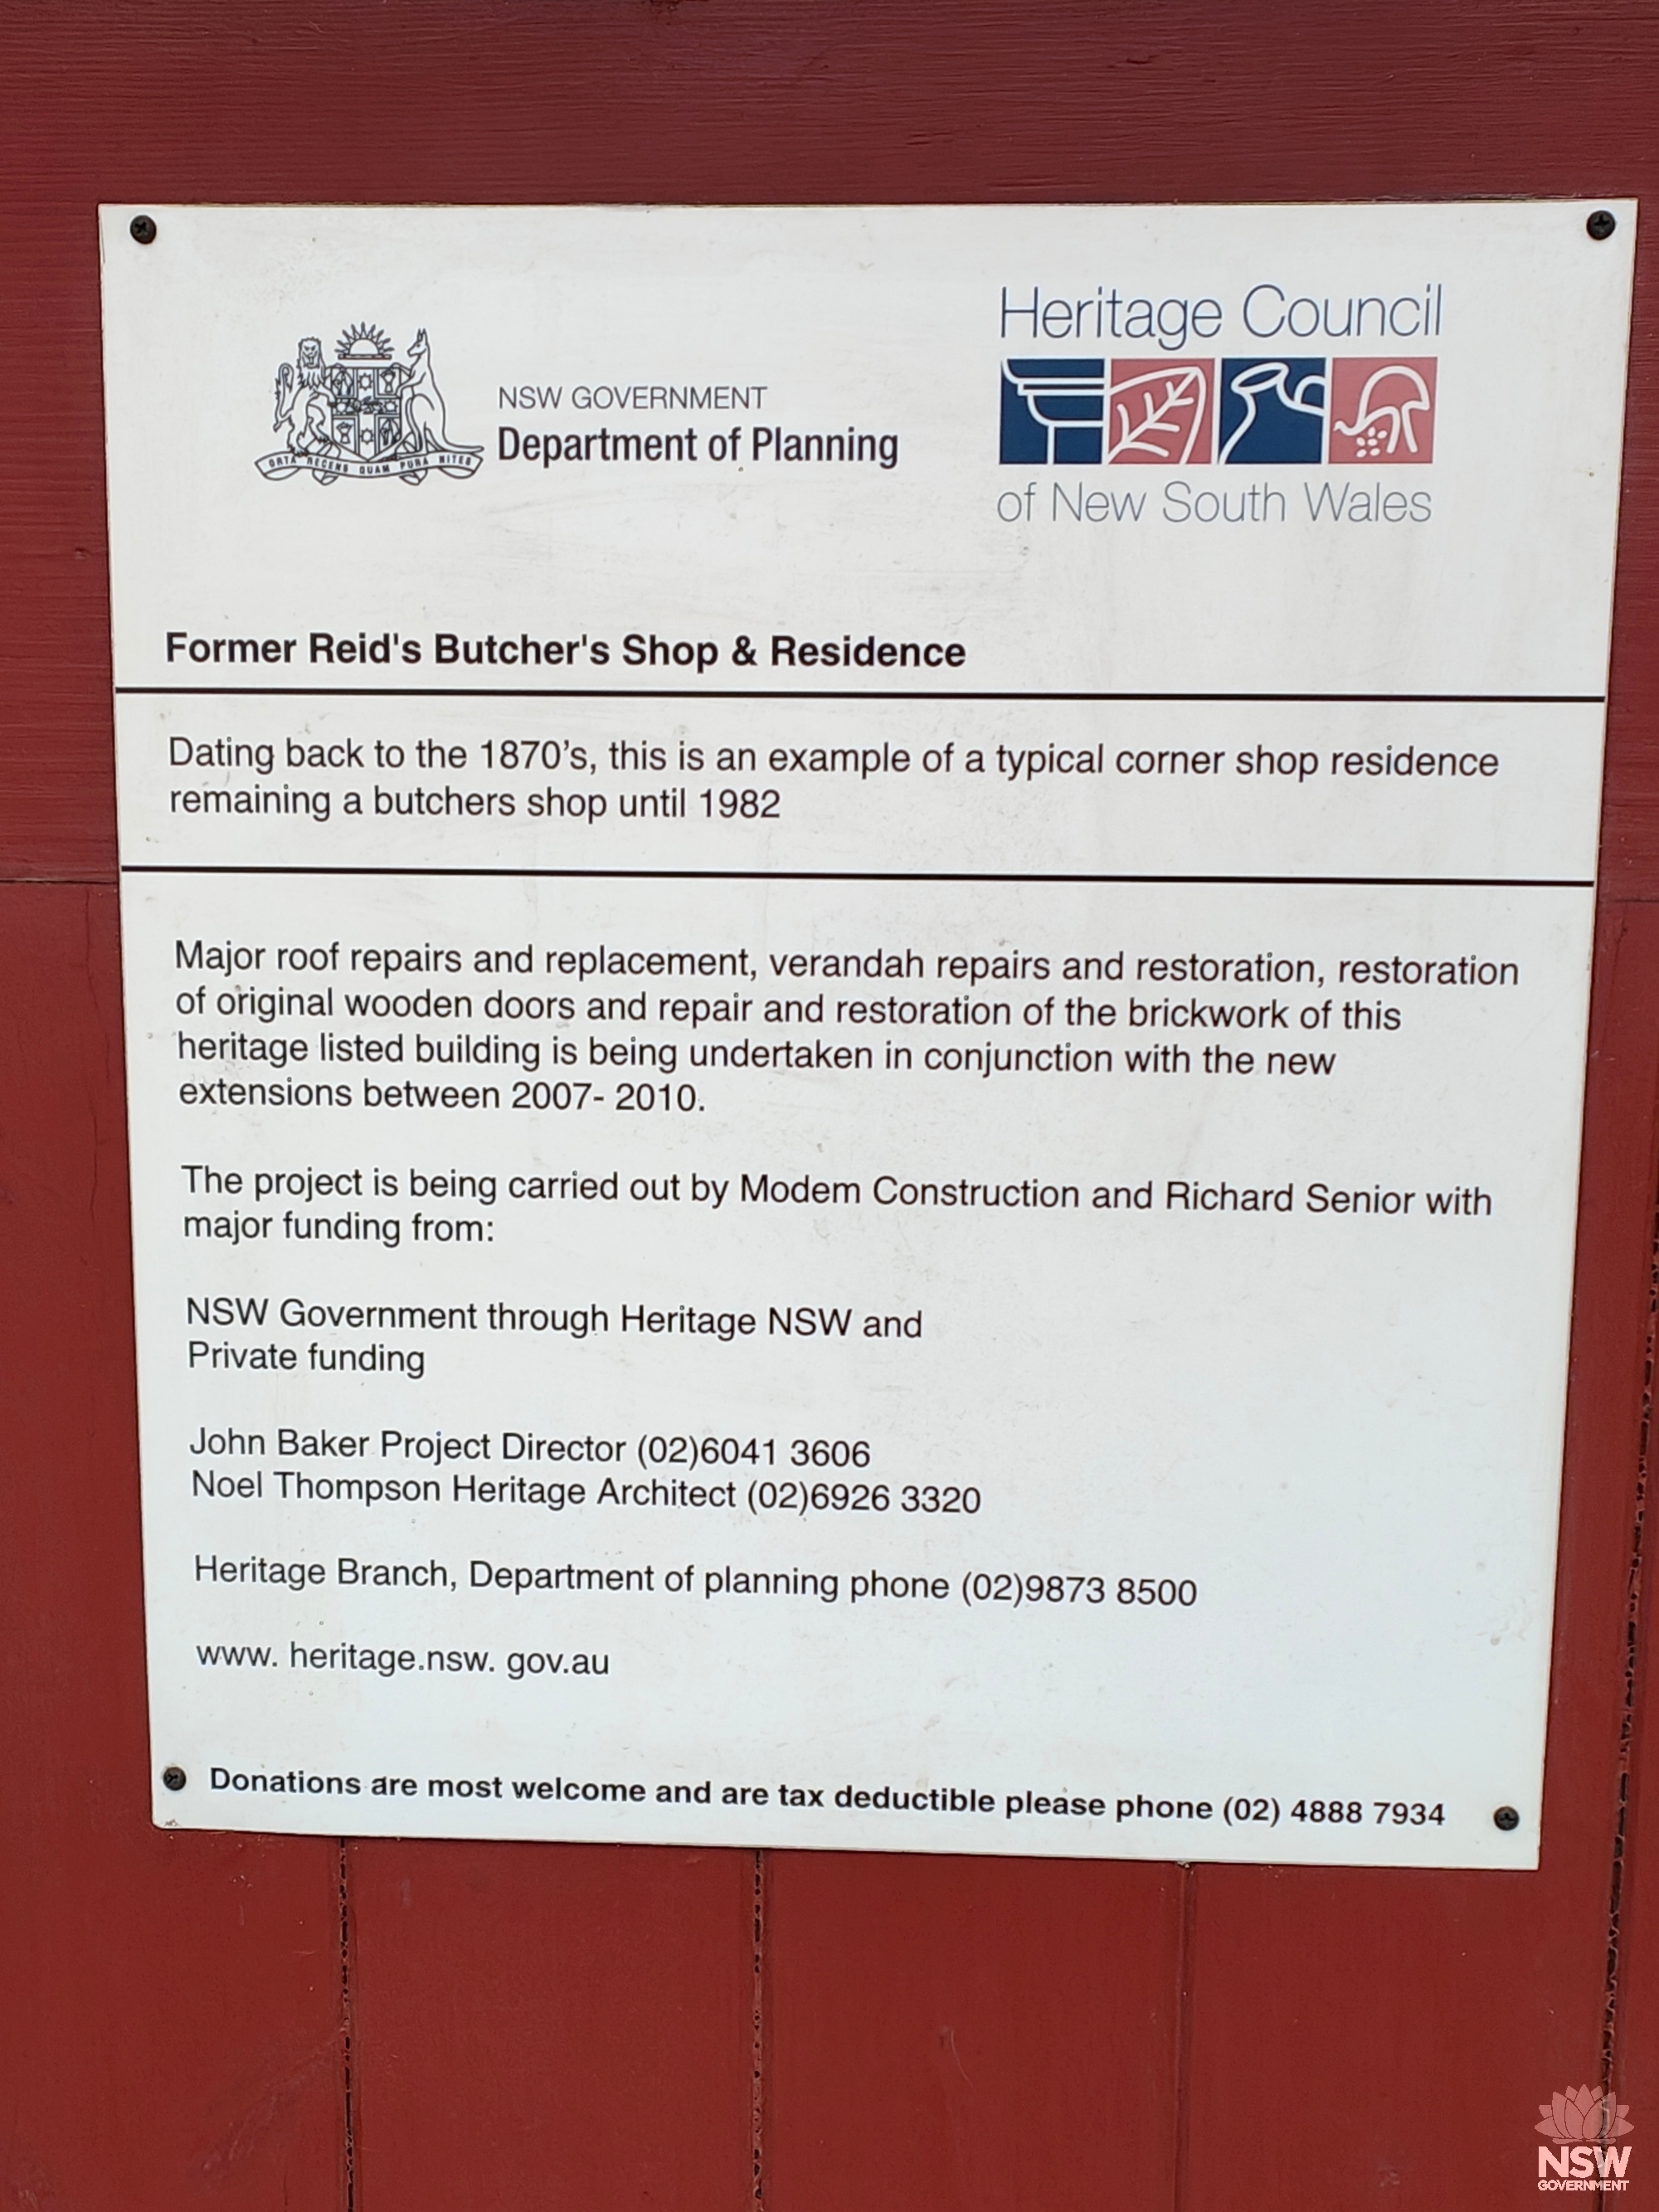 Heritage Council
NSW GOVERNMENT
Department of Planning
ORTA RECENS QUAM PURA NITES
of New South Wales
Former Reid's Butcher's Shop & Residence
Dating back to the 1870's, this is an example of a typical corner shop residence
remaining a butchers shop until 1982
Major roof repairs and replacement, verandah repairs and restoration, restoration
of original wooden doors and repair and restoration of the brickwork of this
heritage listed building is being undertaken in conjunction with the new
extensions between 2007- 2010.
The project is being carried out by Modem Construction and Richard Senior with
major funding from:
NSW Government through Heritage NSW and
Private funding
John Baker Project Director (02)6041 3606
Noel Thompson Heritage Architect (02)6926 3320
Heritage Branch, Department of planning phone (02)9873 8500
www. heritage.nsw. gov.au
Donations are most welcome and are tax deductible please phone (02) 4888 7934
NSW
GOVERNMENT